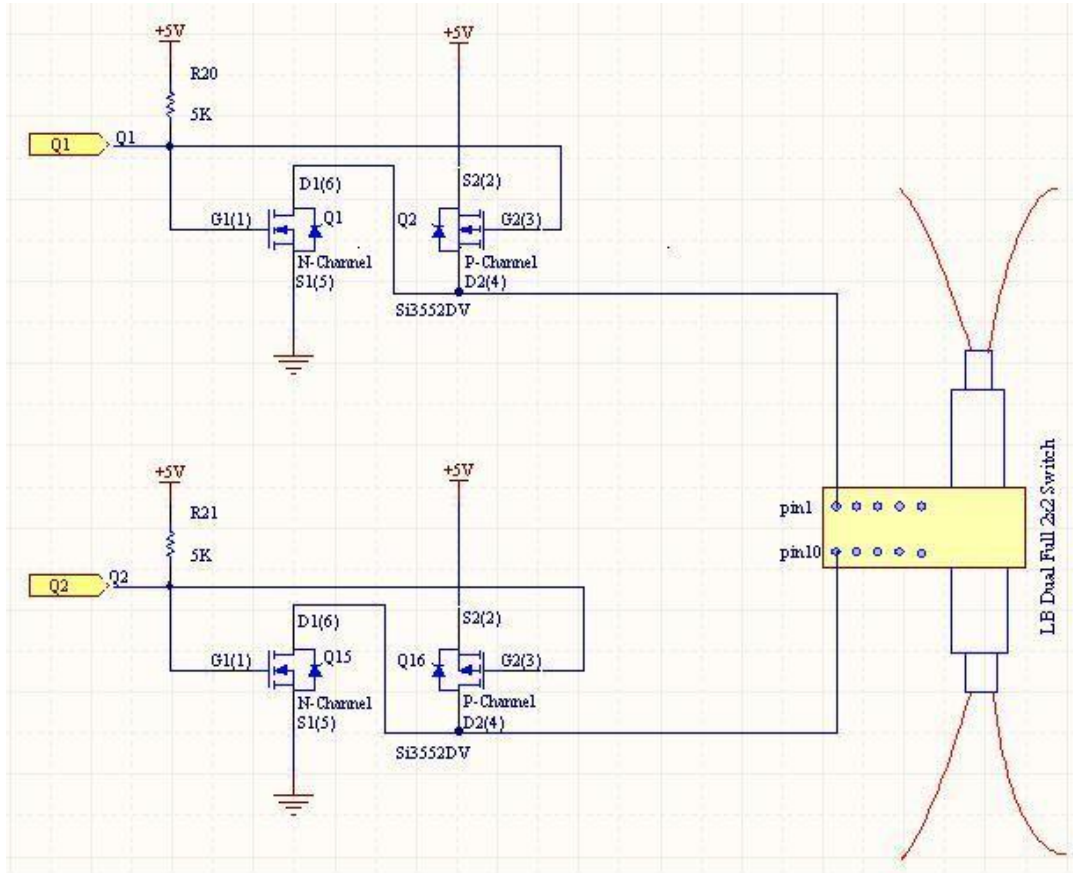 +5V
+5V
R20
5K
Q1
Q1
D1(6)
S2(2)
G1(1)
Q1
Q2
G2(3)
N-Channel
S1(5)
P-Channel
D2(4)
Si3552DV
+5V
+5V
R21
5K
Q2
Q2
D1(6)
S2(2)
G1(1)
Q15
Q16
G2(3)
N-Channel
S1(5)
P-Channel
D2(4)
Si3552DV
pin1
pin10
LB Dual Full 2x2 Switch